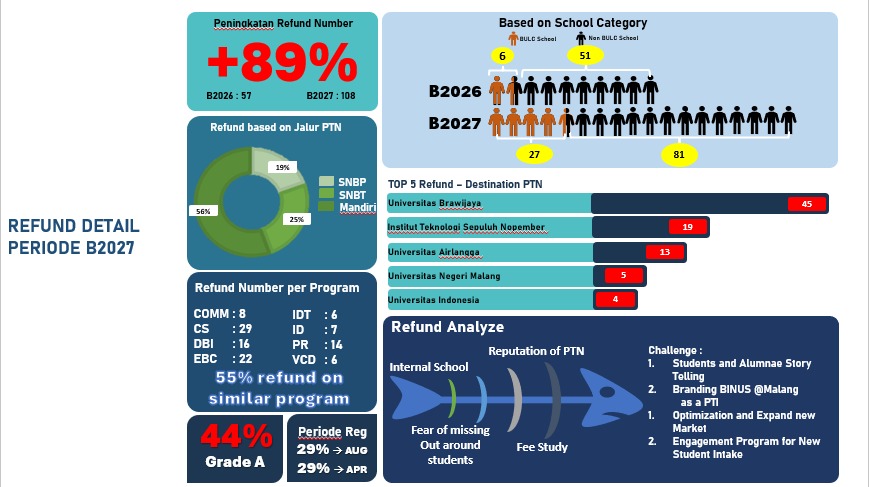 REFUND DETAIL
PERIODE B2027
Peningkatan Refund Number
+89%
B2026 : 57
B2027 : 108
Refund based on Jalur PTN
19%
25%
56%
SNBP
SNBT
Mandiri
Refund Number per Program
COMM : 8
CS : 29
DBI : 16
EBC : 22
IDT : 6
ID : 7
PR : 14
VCD : 6
55% refund on
similar program
44%
Grade A
Periode Reg
29% → AUG
29% → APR
Based on School Category
BULC School
Non BULC School
6
51
B2026
B2027
27
81
TOP 5 Refund – Destination PTN
Universitas Brawijaya
45
Institut Teknologi Sepuluh Nopember
19
Universitas Airlangga
13
Universitas Negeri Malang
5
Universitas Indonesia
4
Refund Analyze
Reputation of PTN
Internal School
Fear of missing
Out around
students
Fee Study
Challenge :
1. Students and Alumnae Story
Telling
2. Branding BINUS @Malang
as a PTI
1. Optimization and Expand new
Market
2. Engagement Program for New
Student Intake